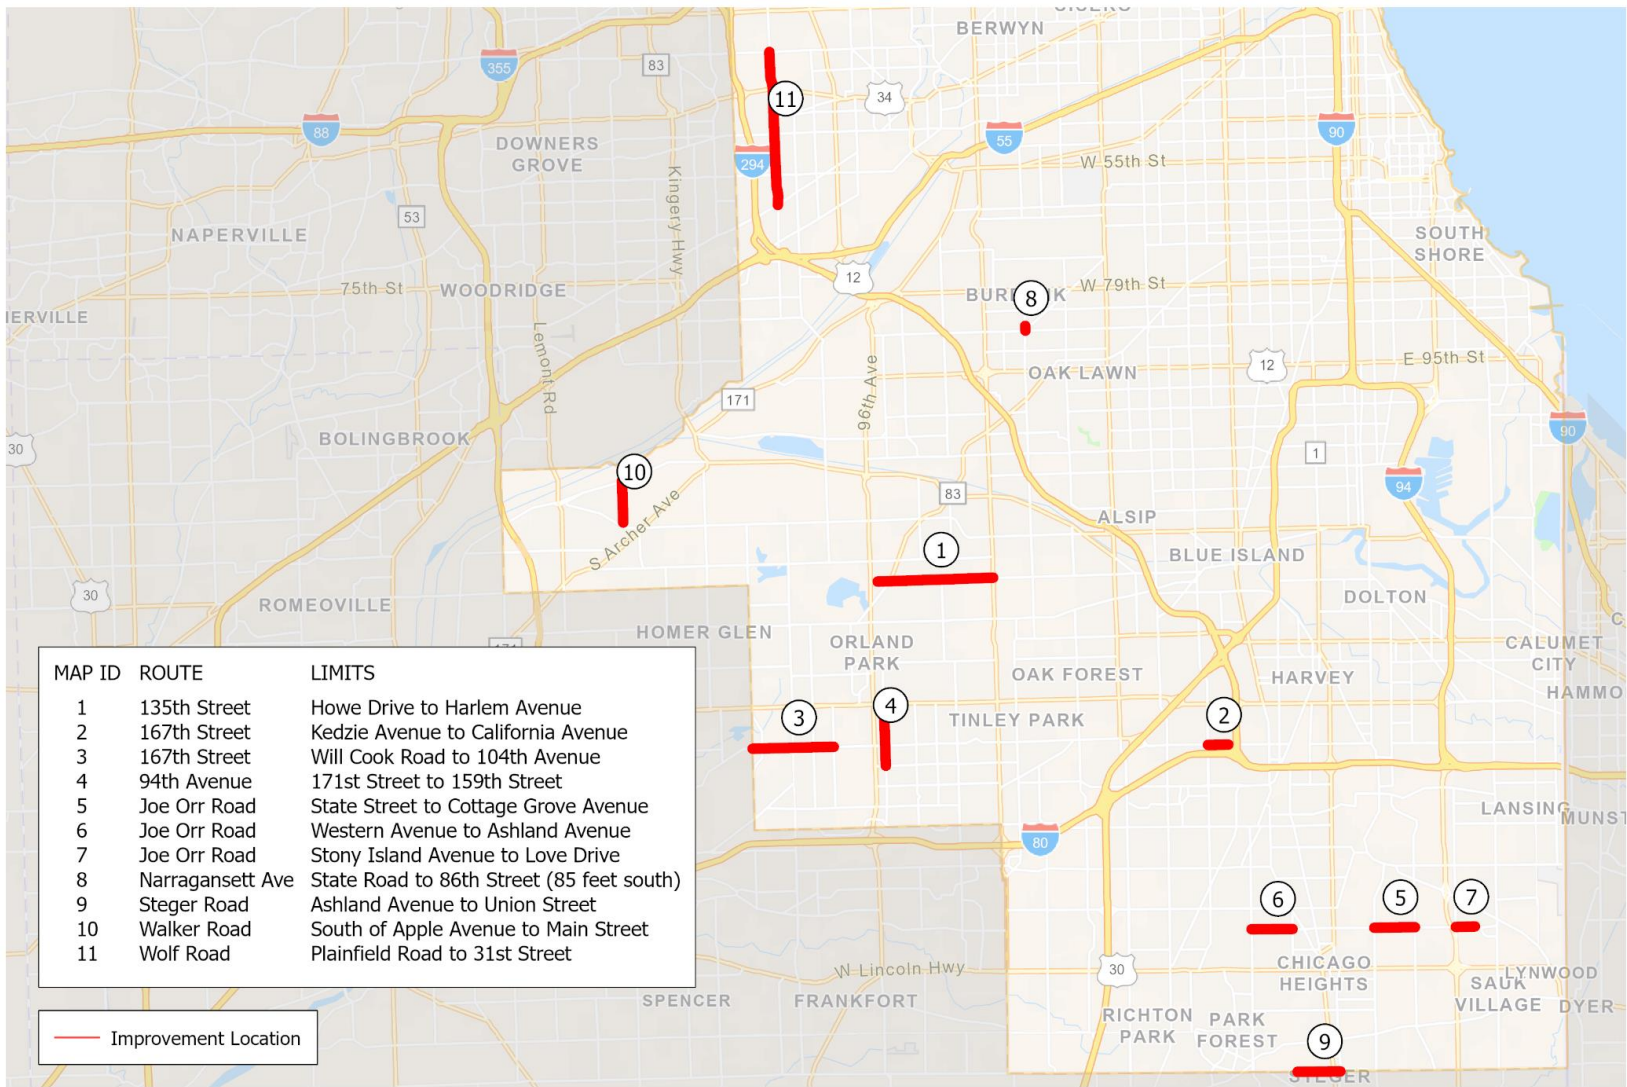 BERWYN
355
83
11
34
88
DOWNERS
GROVE
294
55
90
W 55th St
Kingery Hwy
53
NAPERVILLE
SOUTH
SHORE
12
75th St
WOODRIDGE
8
W 79th St
Lemont Rd
96th Ave
OAK LAWN
12
E 95th St
171
BOLINGBROOK
30
90
1
10
94
83
S Archer Ave
ALSIP
1
BLUE ISLAND
30
ROMEOVILLE
DOLTON
HOMER GLEN
ORLAND
PARK
CALUMET
CITY
OAK FOREST
HARVEY
4
3
2
TINLEY PARK
MAP ID ROUTE LIMITS
1 135th Street Howe Drive to Harlem Avenue
2 167th Street Kedzie Avenue to California Avenue
3 167th Street Will Cook Road to 104th Avenue
4 94th Avenue 171st Street to 159th Street
5 Joe Orr Road State Street to Cottage Grove Avenue
6 Joe Orr Road Western Avenue to Ashland Avenue
7 Joe Orr Road Stony Island Avenue to Love Drive
8 Narragansett Ave State Road to 86th Street (85 feet south)
9 Steger Road Ashland Avenue to Union Street
10 Walker Road South of Apple Avenue to Main Street
11 Wolf Road Plainfield Road to 31st Street
LANSING
80
6
5
7
CHICAGO
HEIGHTS
30
W Lincoln Hwy
LYNWOOD
SAUK
VILLAGE
DYER
SPENCER
FRANKFORT
RICHTON
PARK
PARK
FOREST
9
STEGER
Improvement Location